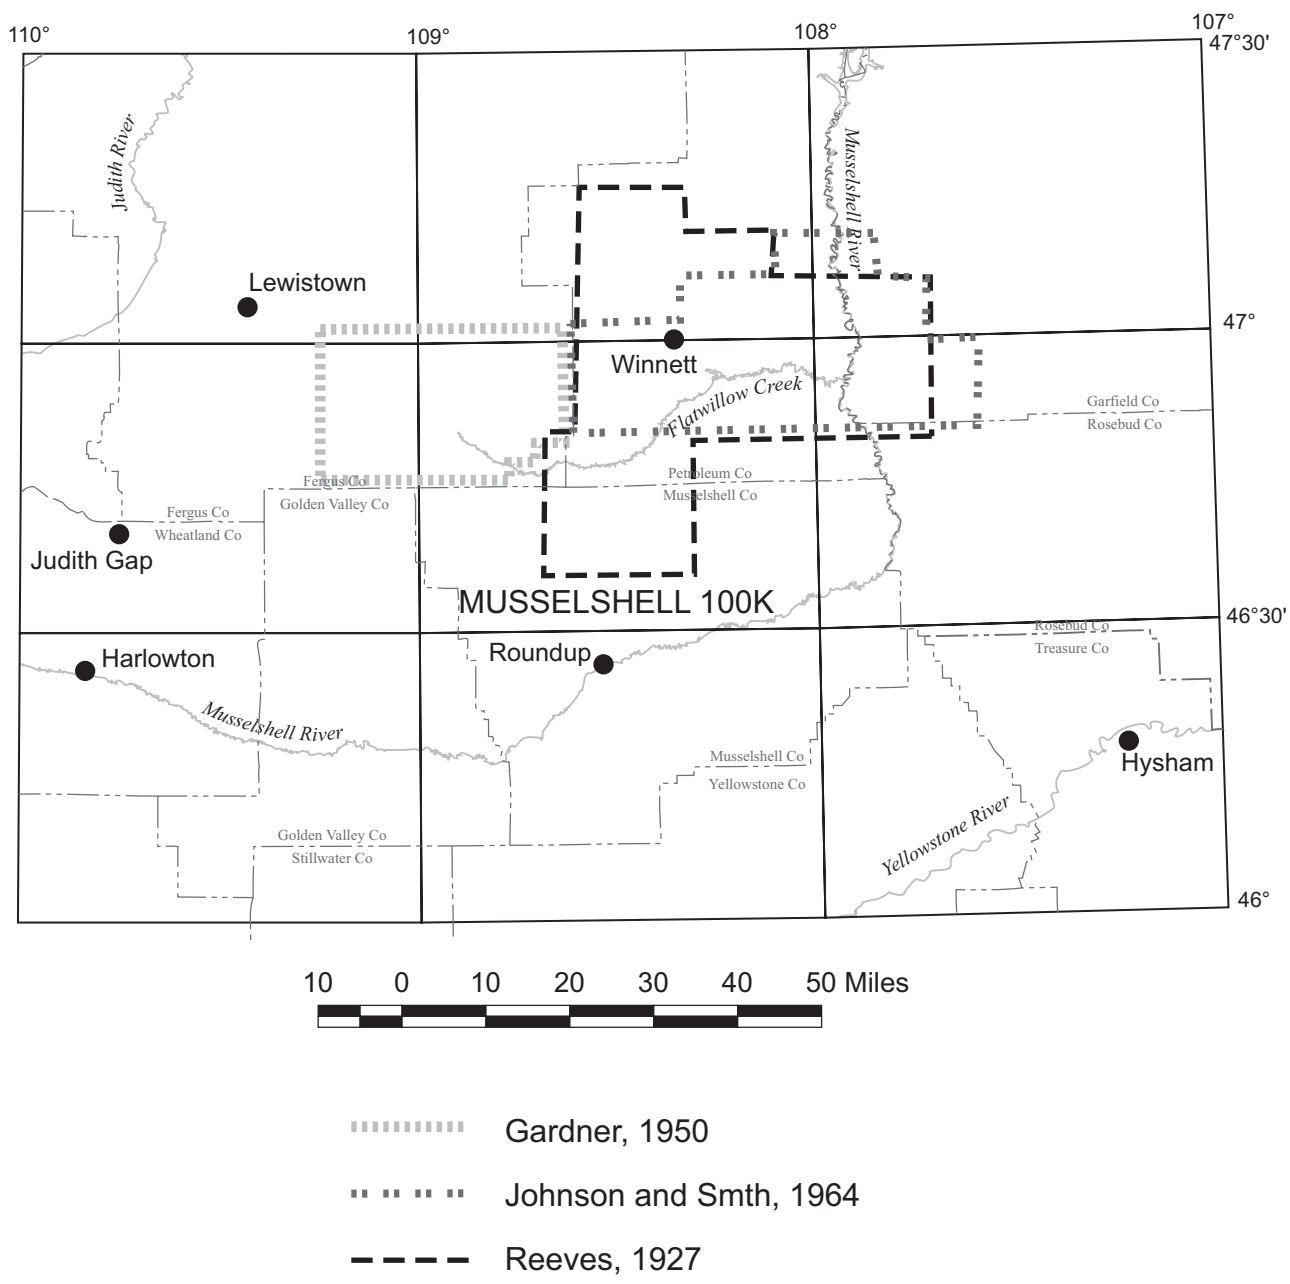 110°
109°
108°
107°
47°30'
Judith River
Musselshell River
Lewistown
47°
Winnett
Flatwillow Creek
Garfield Co
Rosebud Co
Fergus Co
Golden Valley Co
Petroleum Co
Musselshell Co
Fergus Co
Wheatland Co
Judith Gap
MUSSELSHELL 100K
46°30'
Rosebud Co
Treasure Co
Harlowton
Roundup
Musselshell River
Musselshell Co
Yellowstone Co
Hysham
Yellowstone River
Golden Valley Co
Stillwater Co
46°
10 0 10 20 30 40 50 Miles
Gardner, 1950
Johnson and Smth, 1964
Reeves, 1927